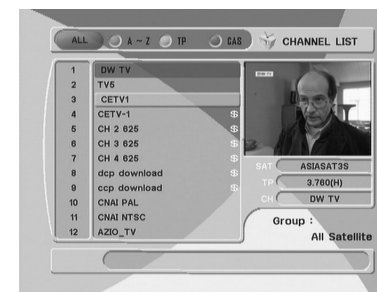 ALL A - Z TP CAS CHANNEL LIST
1 DW TV
2 TV5
3 CETV1
4 CETV-1 $
5 CH 2 625 $
6 CH 3 625 $
7 CH 4 625 $
8 dcp download $
9 ccp download $
10 CNAI PAL
11 CNAI NTSC
12 AZIO_TV
SAT ASIASAT3S
TP 3.760(H)
CH DW TV
Group :
All Satellite